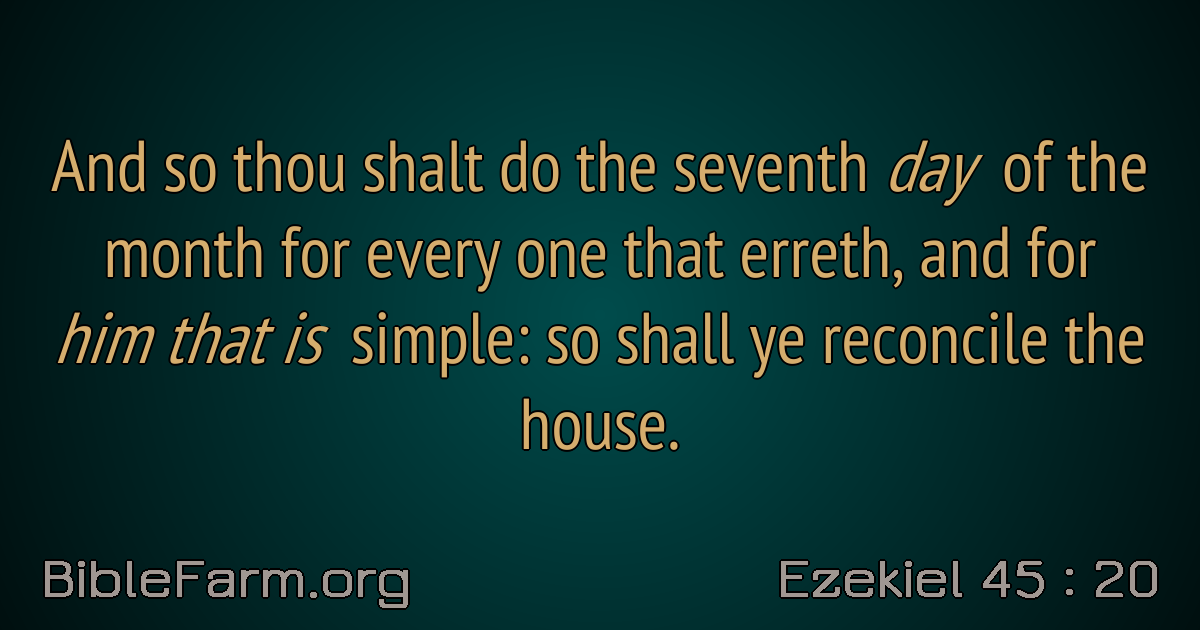 And so thou shalt do the seventh day of the
month for every one that erreth, and for
him that is simple: so shall ye reconcile the
house.
BibleFarm.org
Ezekiel 45 : 20